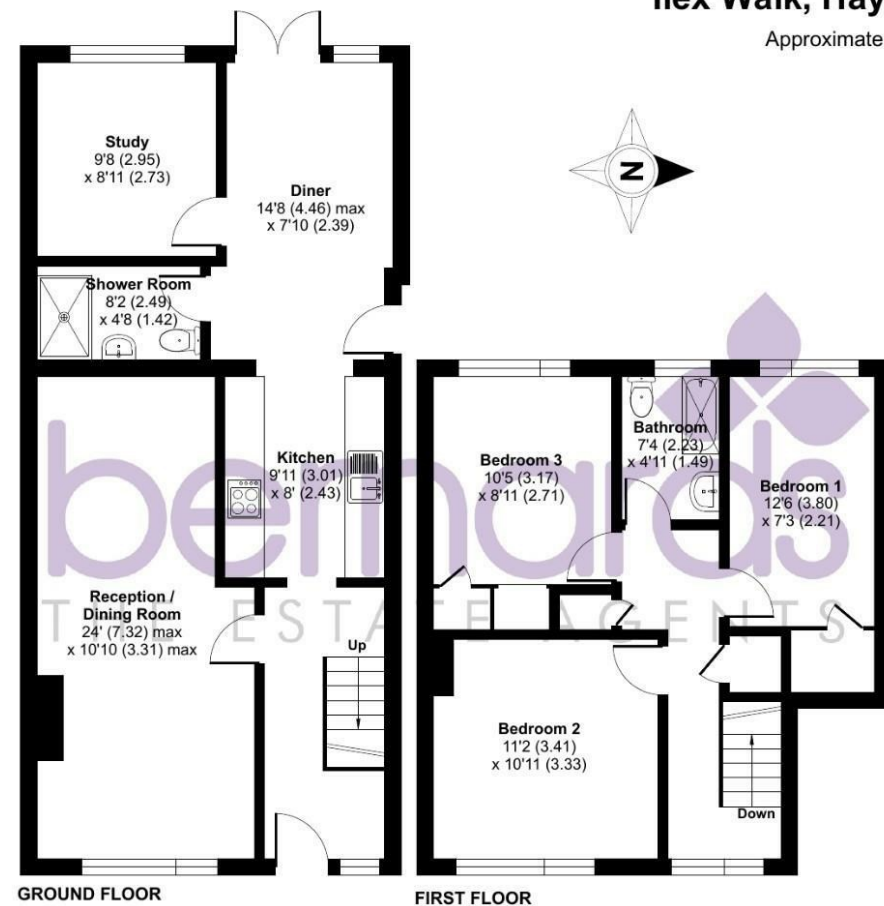 Ilex Walk, Hay
Approximate
N
Study
9'8 (2.95)
x 8'11 (2.73)
Diner
14'8 (4.46) max
x 7'10 (2.39)
Shower Room
8'2 (2.49)
x 4'8 (1.42)
Kitchen
9'11 (3.01)
x 8' (2.43)
Reception /
Dining Room
24' (7.32) max
x 10'10 (3.31) max
Up
GROUND FLOOR
Bedroom 3
10'5 (3.17)
x 8'11 (2.71)
Bathroom
7'4 (2.23)
x 4'11 (1.49)
Bedroom 1
12'6 (3.80)
x 7'3 (2.21)
Bedroom 2
11'2 (3.41)
x 10'11 (3.33)
Down
FIRST FLOOR
bernards
THE ESTATE AGENTS